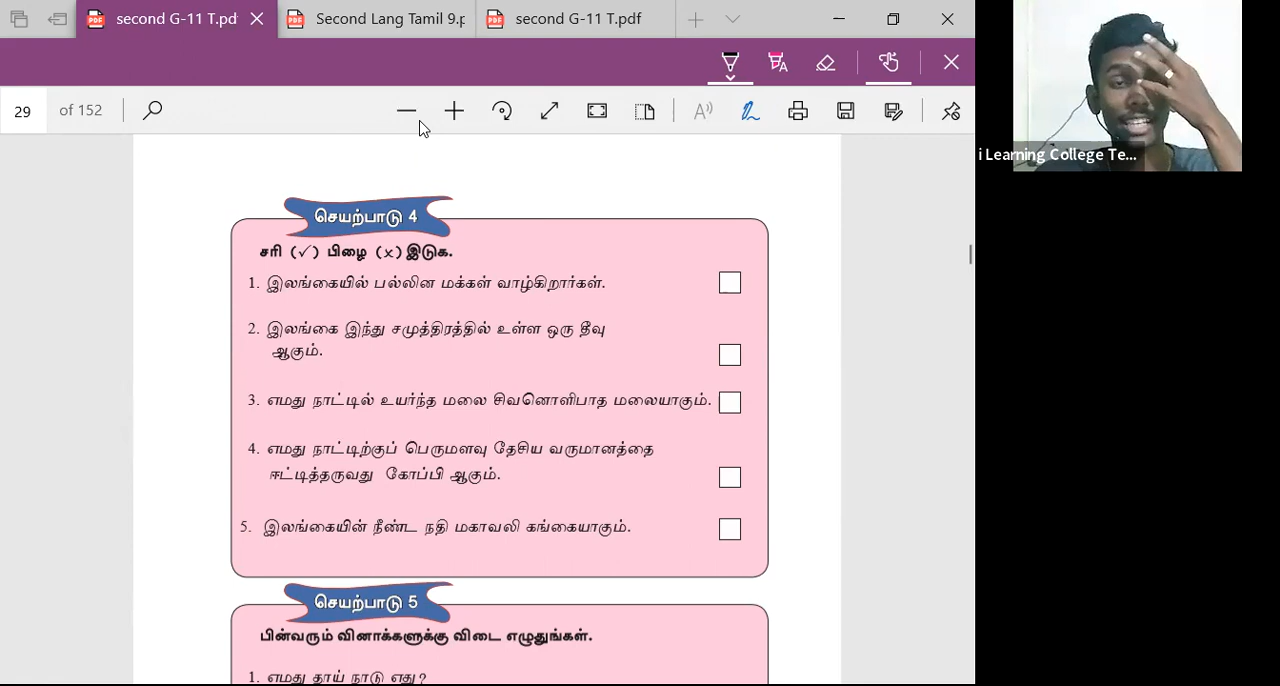 second G-11 T.pd
Second Lang Tamil 9.p
second G-11 T.pdf
29 of 152
i Learning College Te...
செயற்பாடு 4
சரி (✓) பிழை (x) இடுக.
1. இலங்கையில் பல்லின மக்கள் வாழ்கிறார்கள்.
2. இலங்கை இந்து சமுத்திரத்தில் உள்ள ஒரு தீவு
ஆகும்.
3. எமது நாட்டில் உயர்ந்த மலை சிவனொளிபாத மலையாகும்.
4. எமது நாட்டிற்குப் பெருமளவு தேசிய வருமானத்தை
ஈட்டித்தருவது கோப்பி ஆகும்.
5. இலங்கையின் நீண்ட நதி மகாவலி கங்கையாகும்.
செயற்பாடு 5
பின்வரும் வினாக்களுக்கு விடை எழுதுங்கள்.
1. எமது தாய் நாடு எது?